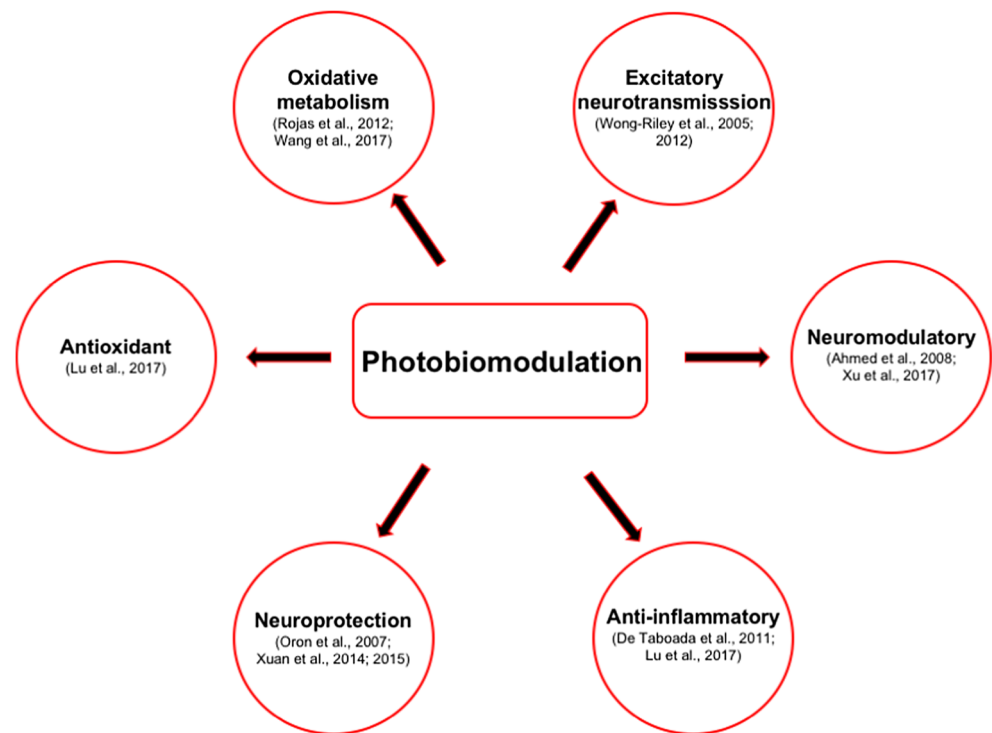 Oxidative
metabolism
(Rojas et al., 2012;
Wang et al., 2017)
Excitatory
neurotransmisssion
(Wong-Riley et al., 2005;
2012)
Antioxidant
(Lu et al., 2017)
Photobiomodulation
Neuromodulatory
(Ahmed et al., 2008;
Xu et al., 2017)
Neuroprotection
(Oron et al., 2007;
Xuan et al., 2014; 2015)
Anti-inflammatory
(De Taboada et al., 2011;
Lu et al., 2017)